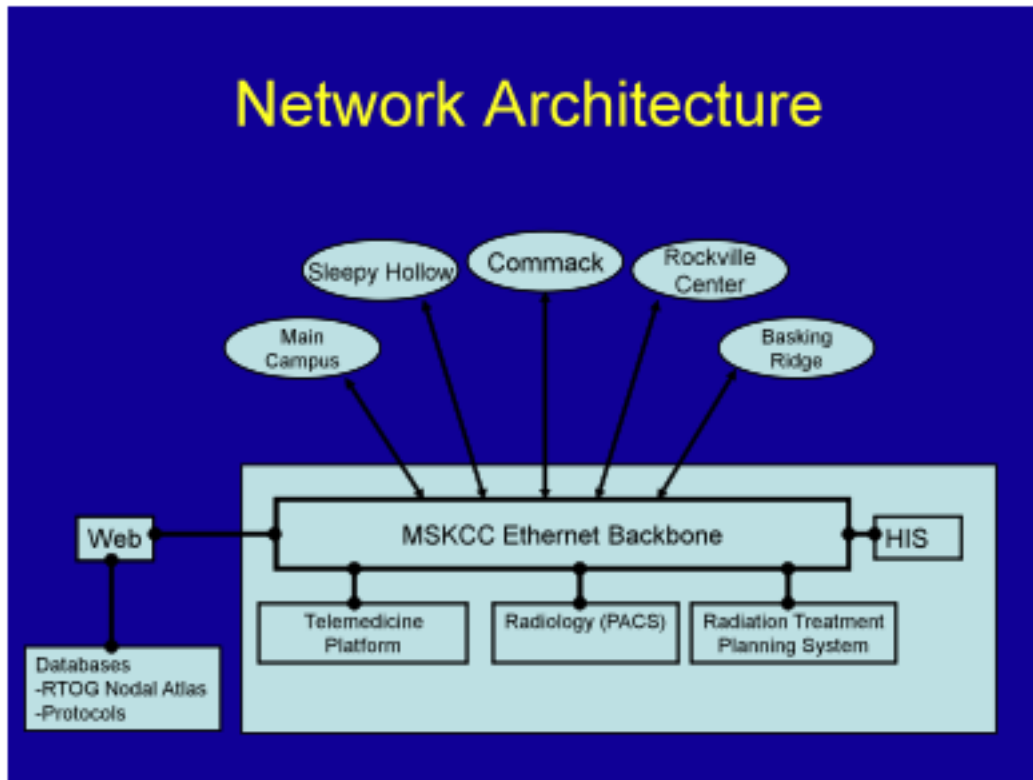 Network Architecture
Sleepy Hollow
Commack
Rockville
Center
Main
Campus
Basking
Ridge
Web
MSKCC Ethernet Backbone
HIS
Telemedicine
Platform
Radiology (PACS)
Radiation Treatment
Planning System
Databases
-RTOG Nodal Atlas
-Protocols